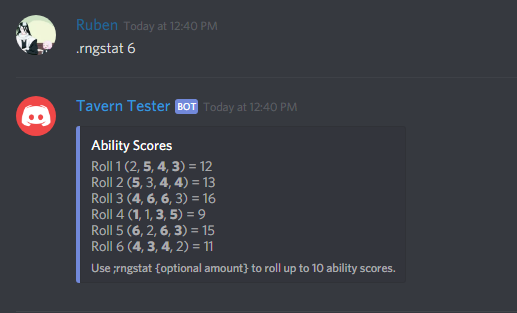 Ruben Today at 12:40 PM
.rngstat 6
Tavern Tester BOT Today at 12:40 PM
Ability Scores
Roll 1 (2, 5, 4, 3) = 12
Roll 2 (5, 3, 4, 4) = 13
Roll 3 (4, 6, 6, 3) = 16
Roll 4 (1, 1, 3, 5) = 9
Roll 5 (6, 2, 6, 3) = 15
Roll 6 (4, 3, 4, 2) = 11
Use ;rngstat {optional amount} to roll up to 10 ability scores.